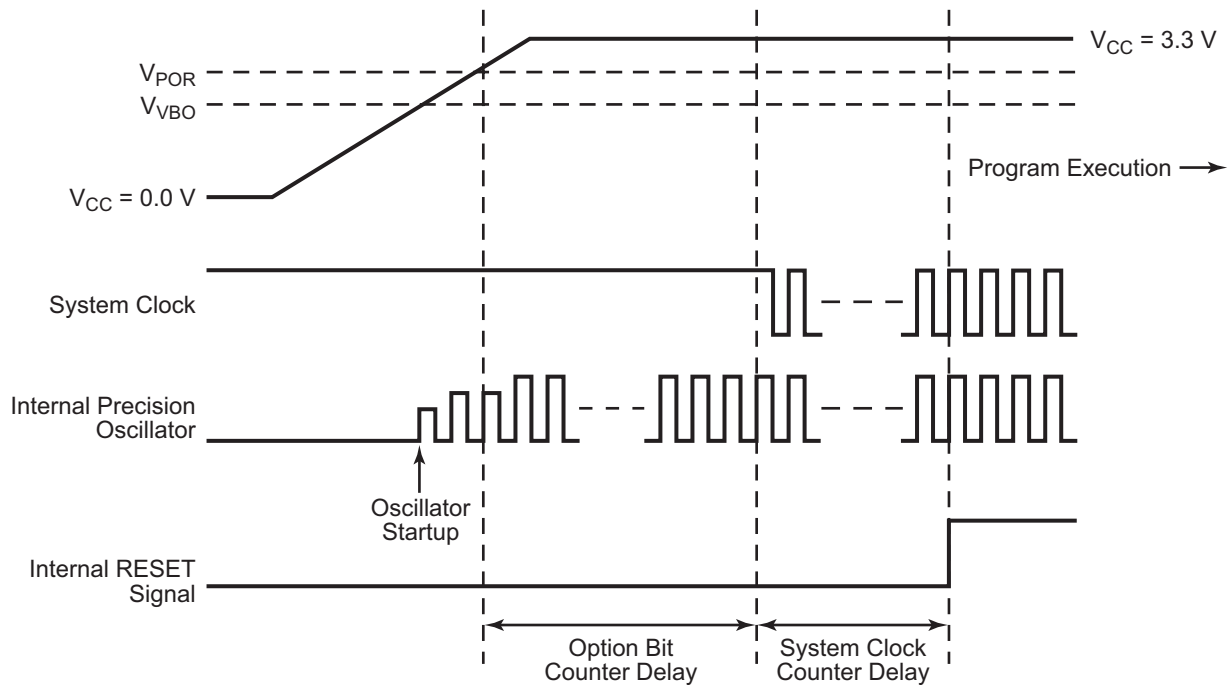 V_CC = 3.3 V
V_POR
V_VBO
Program Execution
V_CC = 0.0 V
System Clock
Internal Precision
Oscillator
Oscillator
Startup
Internal RESET
Signal
Option Bit
Counter Delay
System Clock
Counter Delay